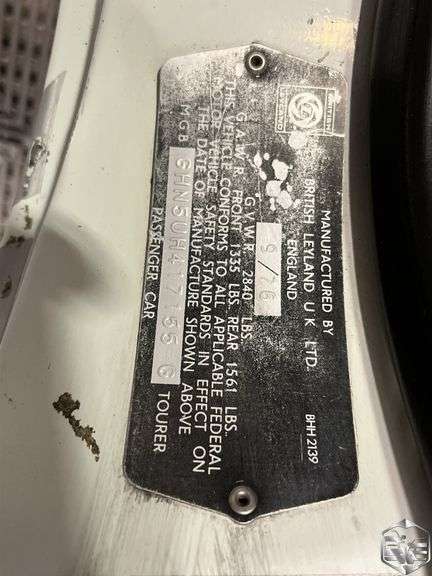 MANUFACTURED BY
BRITISH LEYLAND U K LTD.
ENGLAND
BHH 2139
9/76
G.V.W.R. 2840 LBS.
G.A.W.R. FRONT 1335 LBS. REAR 1561 LBS.
THIS VEHICLE CONFORMS TO ALL APPLICABLE FEDERAL
MOTOR VEHICLE SAFETY STANDARDS IN EFFECT ON
THE DATE OF MANUFACTURE SHOWN ABOVE
MGB TOURER
PASSENGER CAR